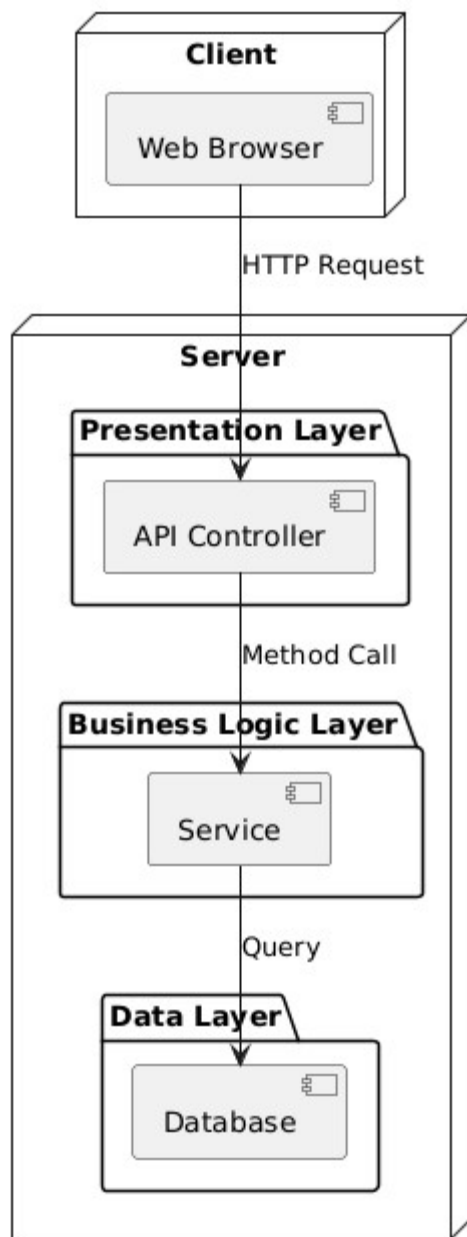 Client
Web Browser
HTTP Request
Server
Presentation Layer
API Controller
Method Call
Business Logic Layer
Service
Query
Data Layer
Database